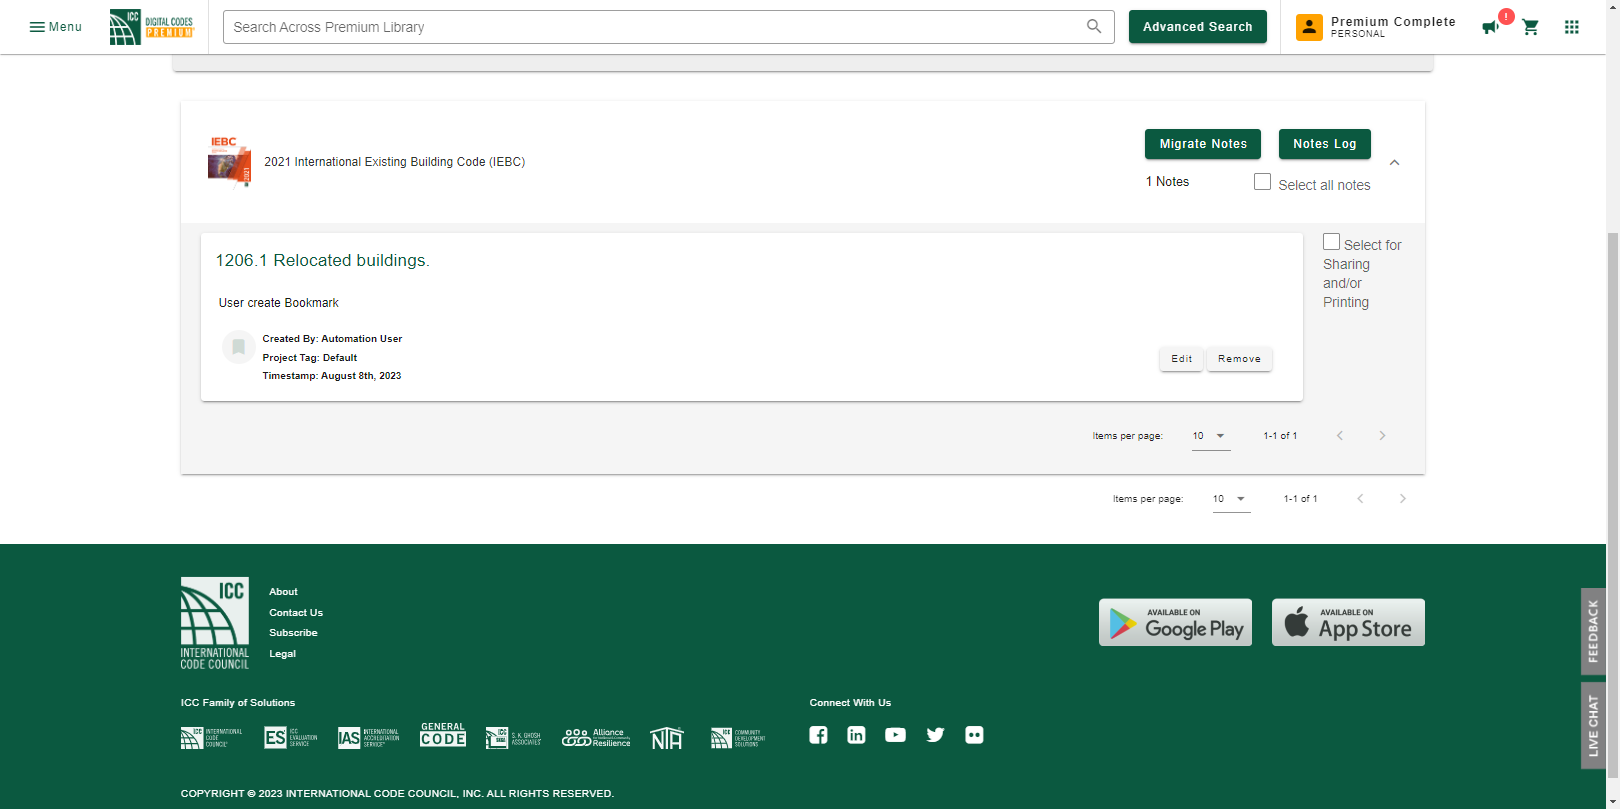 Menu
ICC
DIGITAL CODES
PREMIUM
Search Across Premium Library
Advanced Search
Premium Complete
PERSONAL
!
IEBC
2021
2021 International Existing Building Code (IEBC)
Migrate Notes
Notes Log
1 Notes
Select all notes
1206.1 Relocated buildings.
User create Bookmark
Created By: Automation User
Project Tag: Default
Timestamp: August 8th, 2023
Edit
Remove
Select for
Sharing
and/or
Printing
Items per page:
10
1-1 of 1
Items per page:
10
1-1 of 1
ICC
INTERNATIONAL
CODE COUNCIL
About
Contact Us
Subscribe
Legal
AVAILABLE ON
Google Play
AVAILABLE ON
App Store
FEEDBACK
LIVE CHAT
ICC Family of Solutions
INTERNATIONAL
CODE
COUNCIL
ES
ICC
EVALUATION
SERVICE
IAS
INTERNATIONAL
ACCREDITATION
SERVICE
GENERAL
CODE
S. K. GHOSH
ASSOCIATES
Alliance
Resilience
NTA
COMMUNITY
DEVELOPMENT
SOLUTIONS
Connect With Us
COPYRIGHT © 2023 INTERNATIONAL CODE COUNCIL, INC. ALL RIGHTS RESERVED.